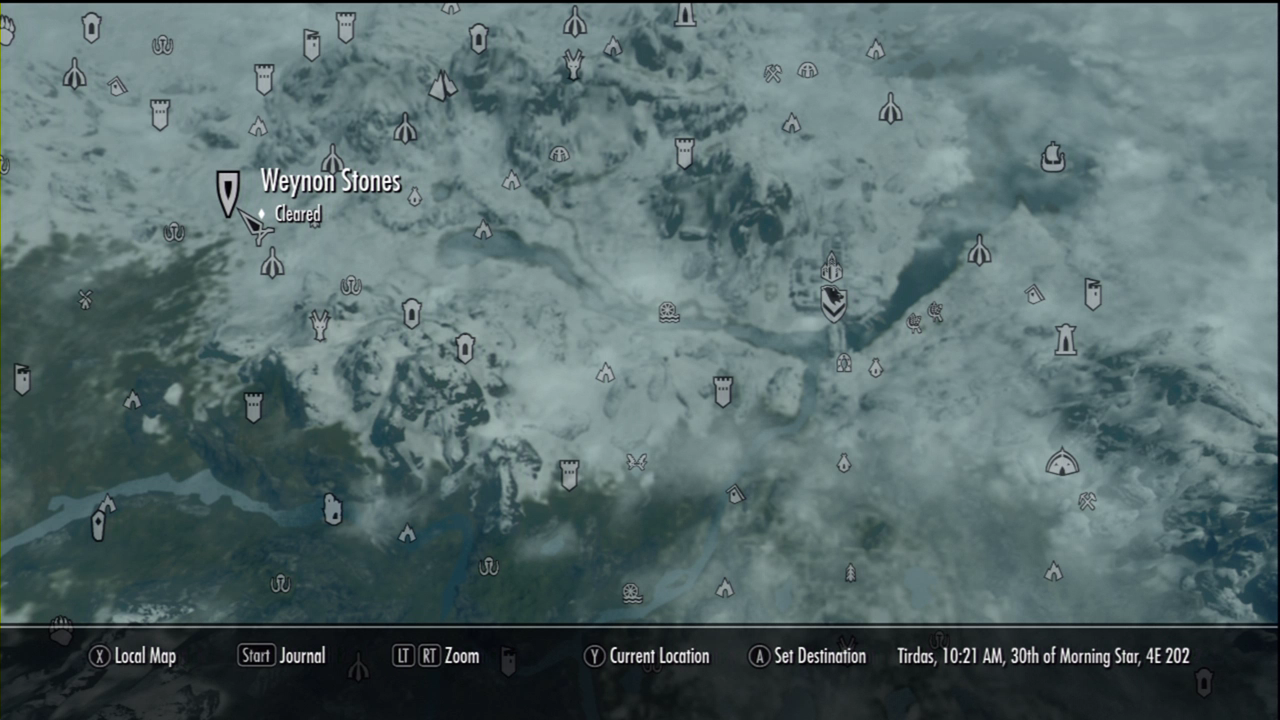 Weynon Stones
Cleared
X Local Map Start Journal LT RT Zoom Y Current Location A Set Destination Tirdas, 10:21 AM, 30th of Morning Star, 4E 202